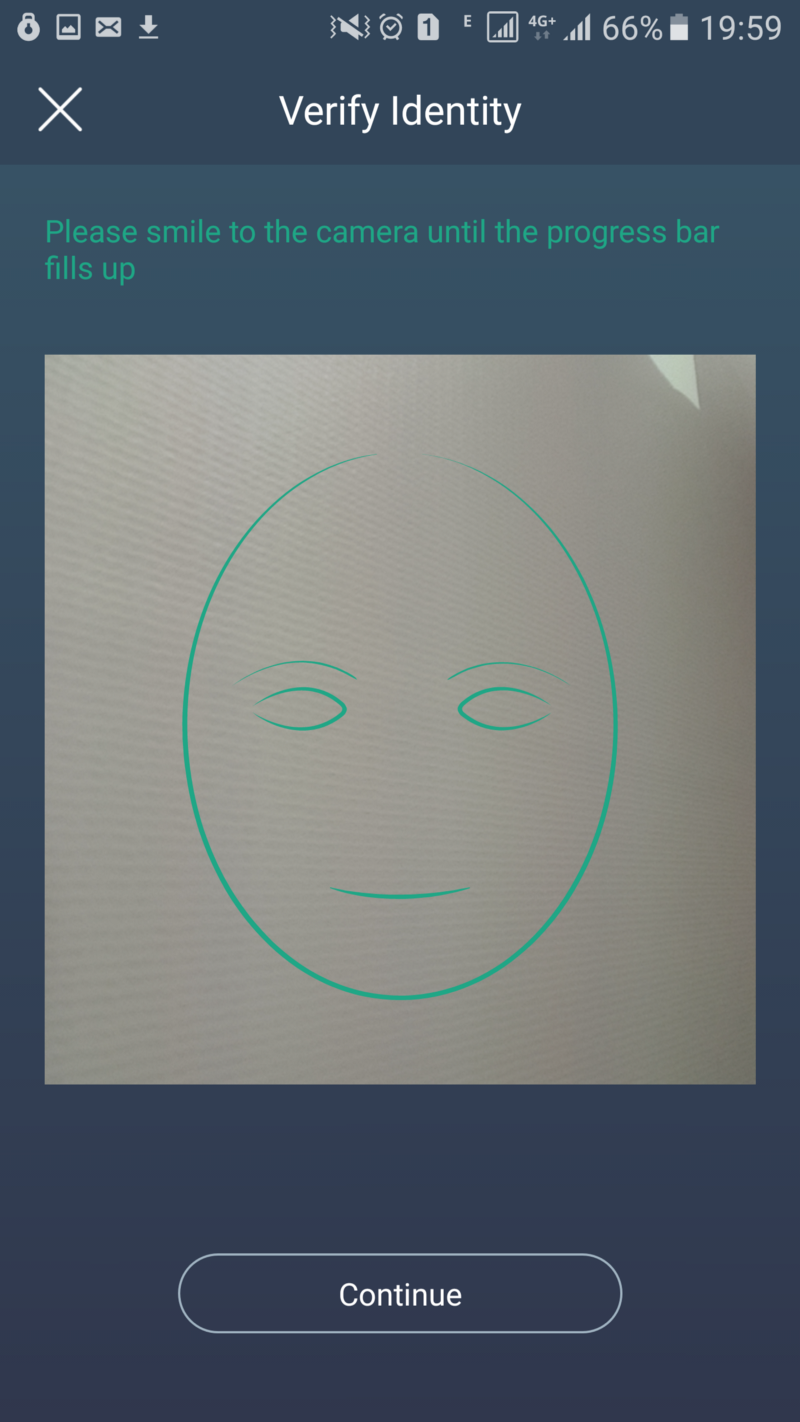 1 E 4G+ 66% 19:59
Verify Identity
Please smile to the camera until the progress bar
fills up
Continue